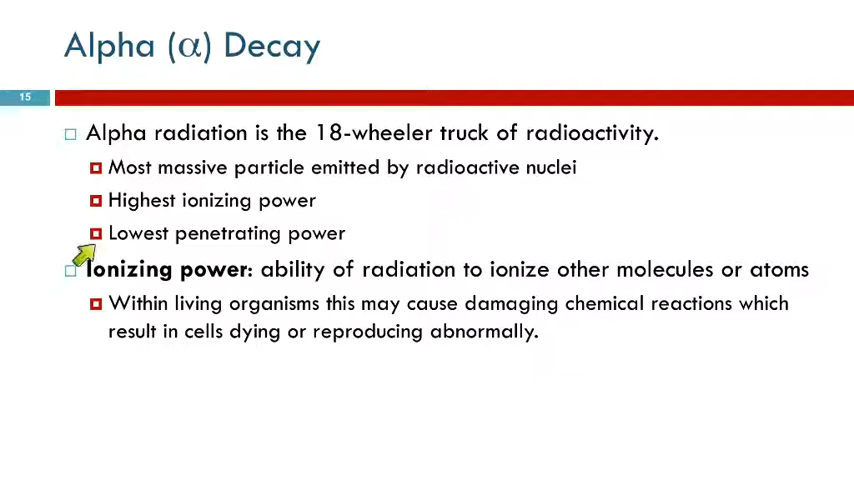 Alpha (α) Decay
15
Alpha radiation is the 18-wheeler truck of radioactivity.
Most massive particle emitted by radioactive nuclei
Highest ionizing power
Lowest penetrating power
Ionizing power: ability of radiation to ionize other molecules or atoms
Within living organisms this may cause damaging chemical reactions which
result in cells dying or reproducing abnormally.